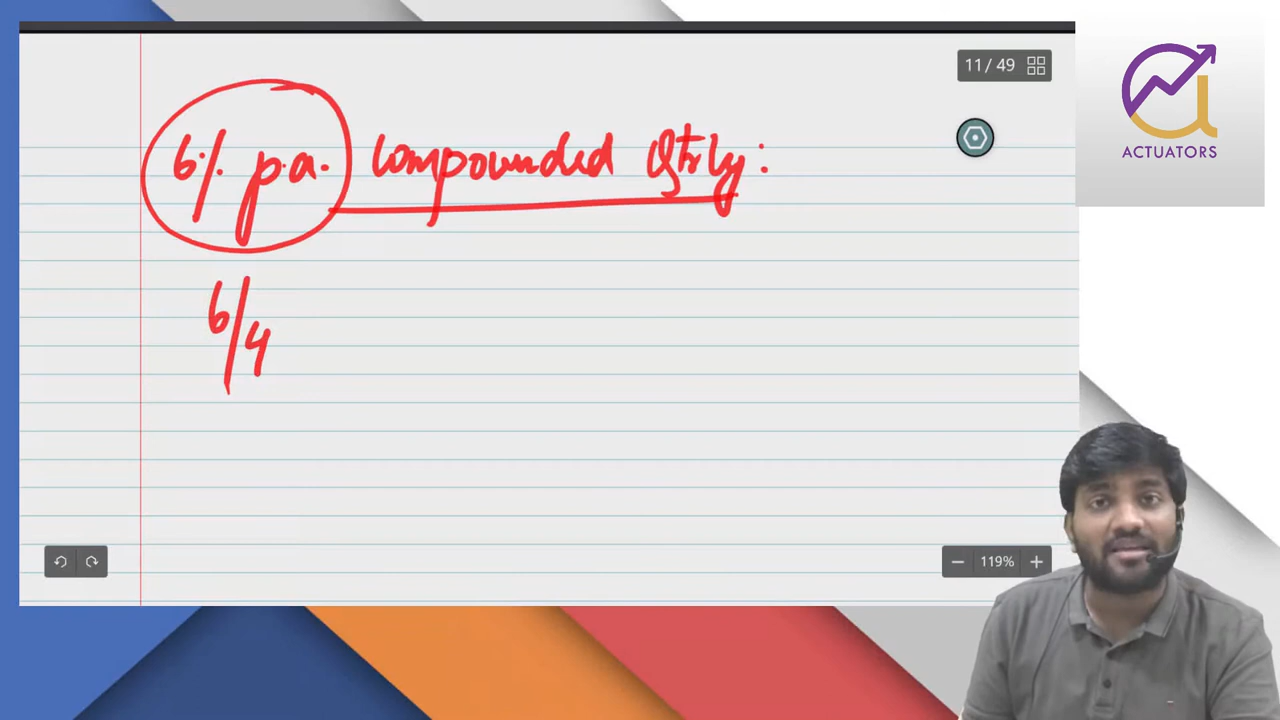 6% p.a. compounded Qtrly:
6/4
11 / 49
ACTUATORS
119%